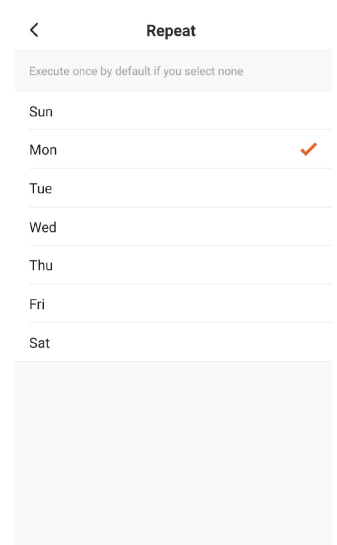 Repeat
Execute once by default if you select none
Sun
Mon
Tue
Wed
Thu
Fri
Sat